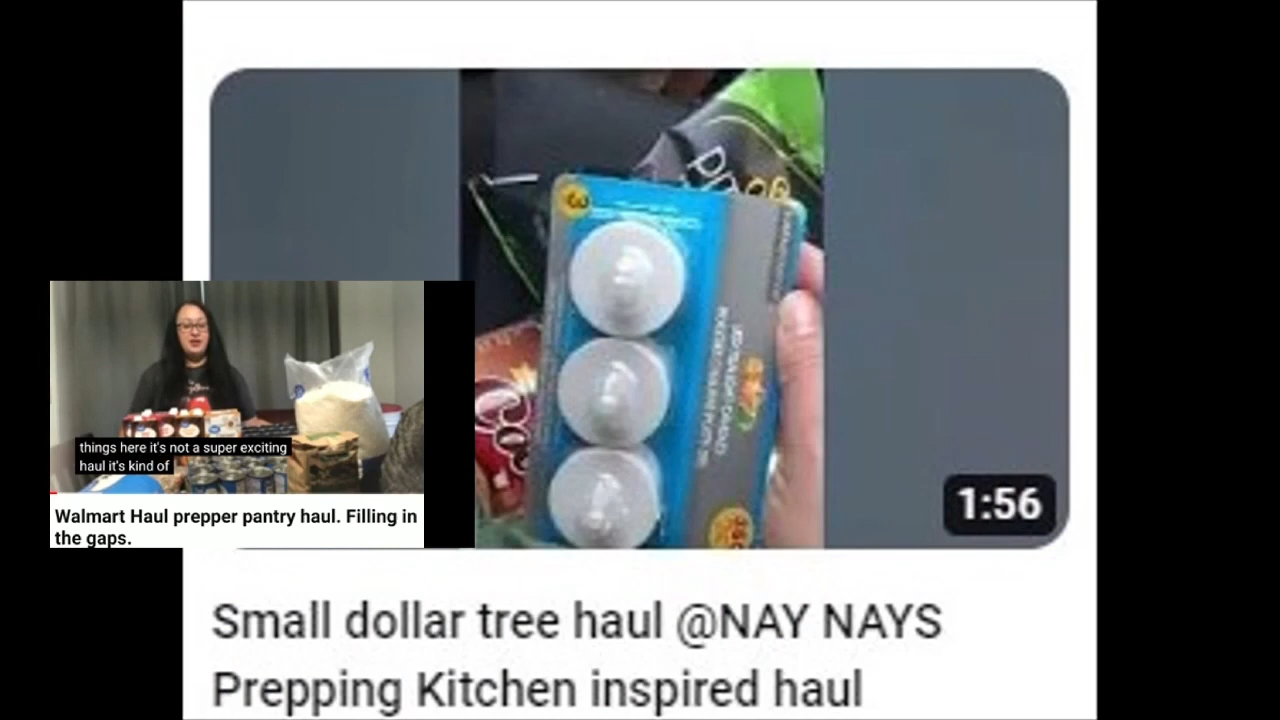 3
1:56
things here it's not a super exciting
haul it's kind of
Walmart Haul prepper pantry haul. Filling in
the gaps.
Small dollar tree haul @NAY NAYS
Prepping Kitchen inspired haul